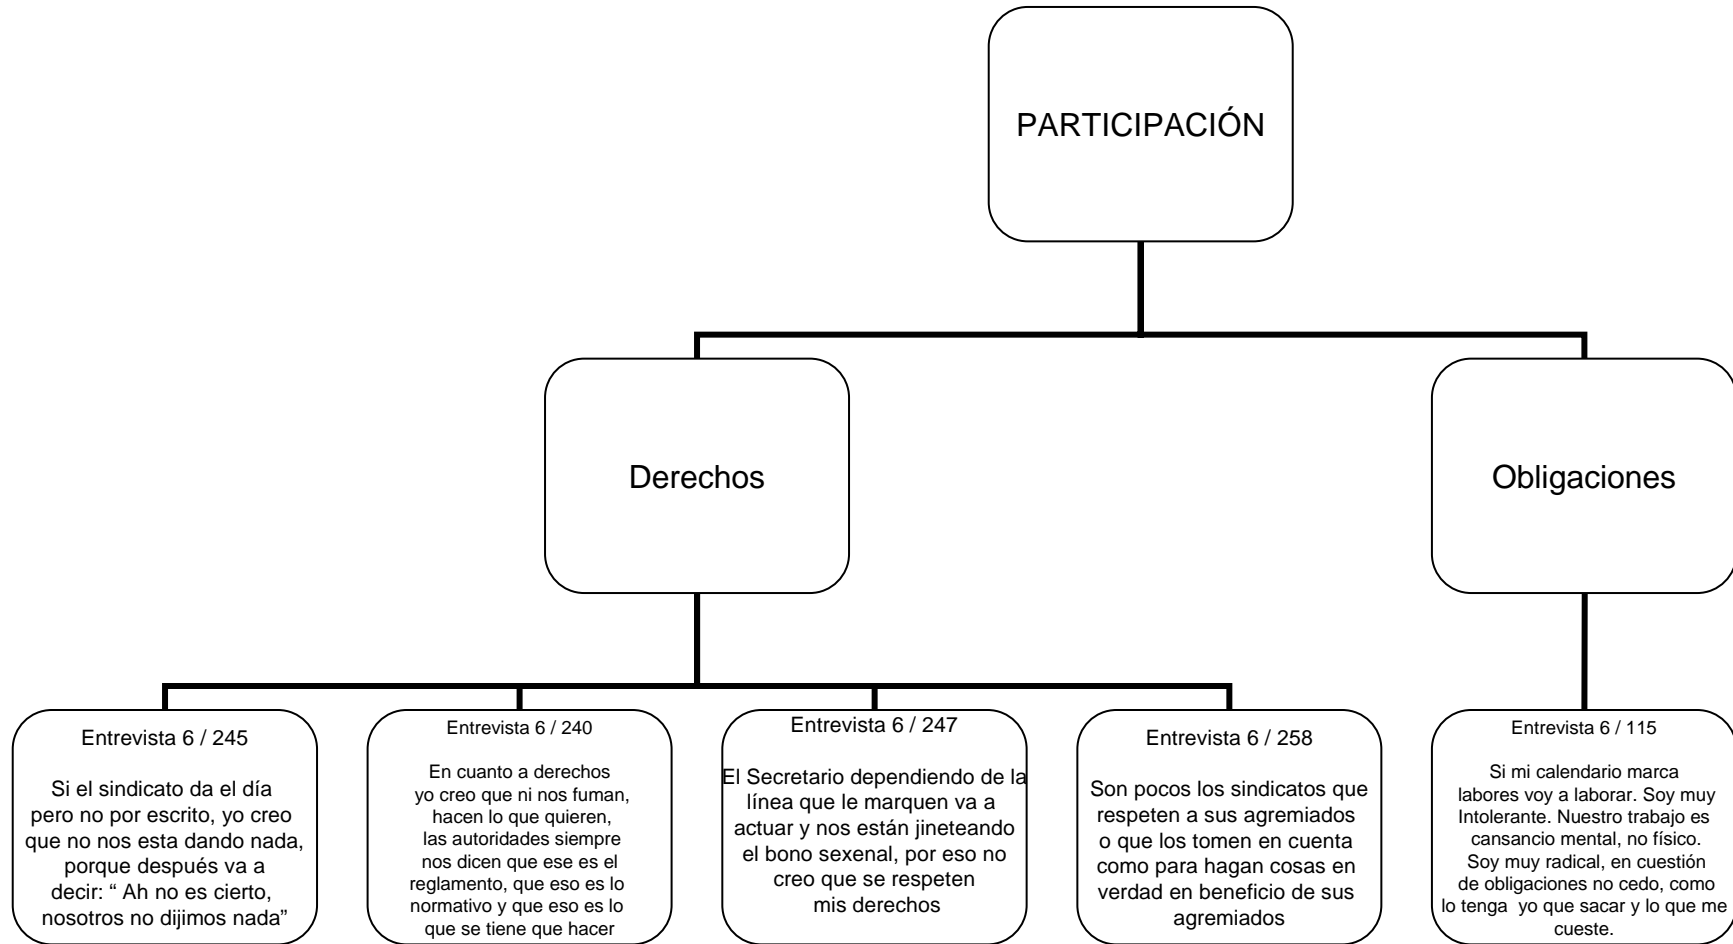 PARTICIPACIÓN
Derechos
Obligaciones
Entrevista 6 / 245
Si el sindicato da el día
pero no por escrito, yo creo
que no nos esta dando nada,
porque después va a
decir: “ Ah no es cierto,
nosotros no dijimos nada”
Entrevista 6 / 240
En cuanto a derechos
yo creo que ni nos fuman,
hacen lo que quieren,
las autoridades siempre
nos dicen que ese es el
reglamento, que eso es lo
normativo y que eso es lo
que se tiene que hacer
Entrevista 6 / 247
El Secretario dependiendo de la
línea que le marquen va a
actuar y nos están jineteando
el bono sexenal, por eso no
creo que se respeten
mis derechos
Entrevista 6 / 258
Son pocos los sindicatos que
respeten a sus agremiados
o que los tomen en cuenta
como para hagan cosas en
verdad en beneficio de sus
agremiados
Entrevista 6 / 115
Si mi calendario marca
labores voy a laborar. Soy muy
Intolerante. Nuestro trabajo es
cansancio mental, no físico.
Soy muy radical, en cuestión
de obligaciones no cedo, como
lo tenga yo que sacar y lo que me
cueste.